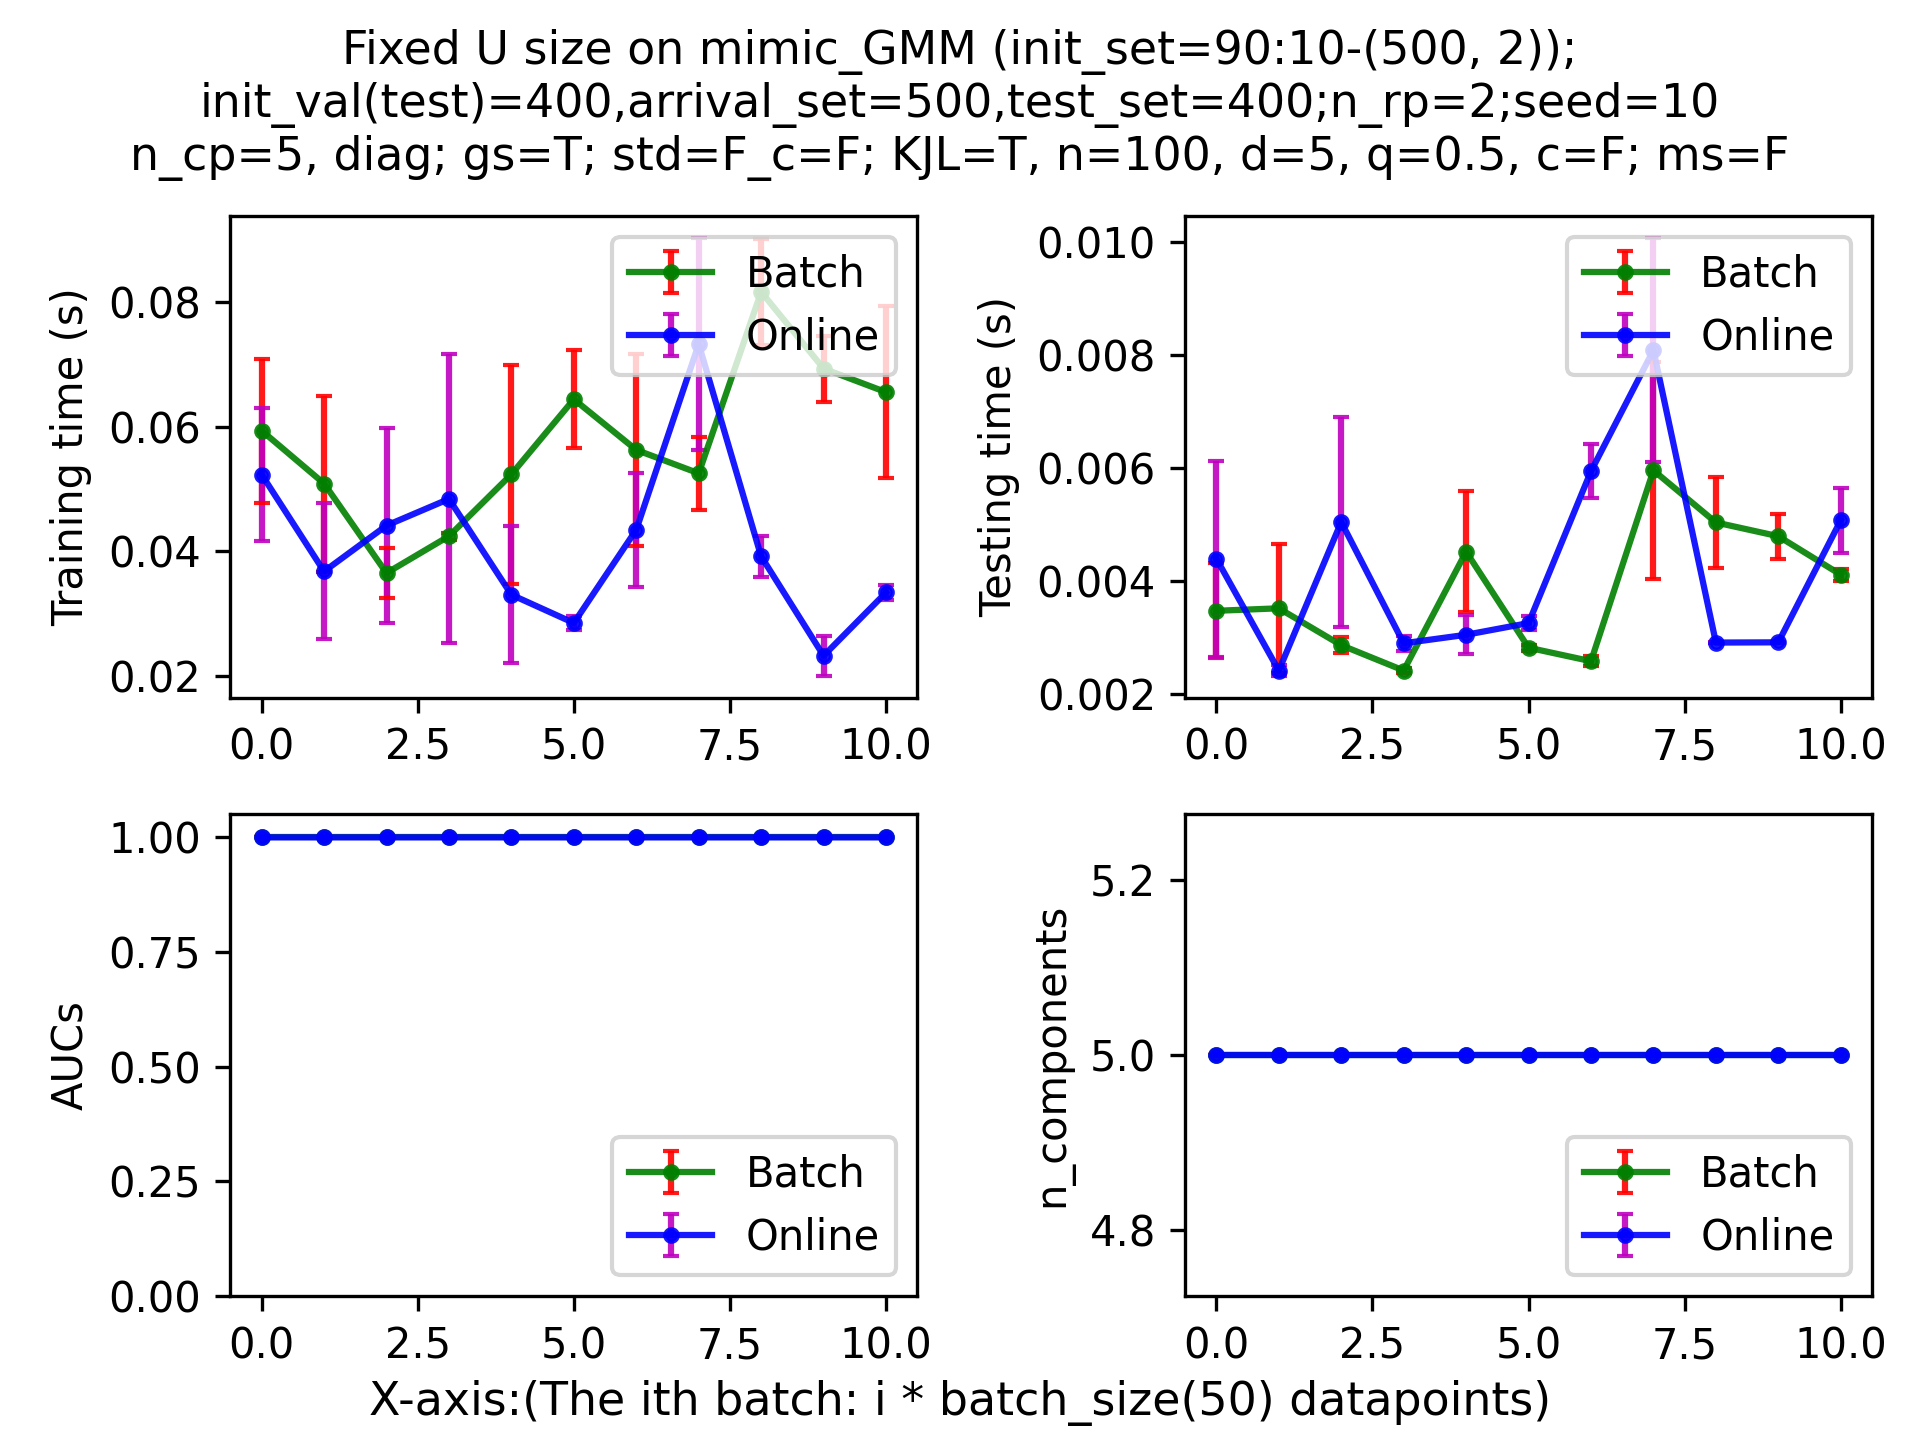 Fixed U size on mimic_GMM (init_set=90:10-(500, 2));
init_val(test)=400,arrival_set=500,test_set=400;n_rp=2;seed=10
n_cp=5, diag; gs=T; std=F_c=F; KJL=T, n=100, d=5, q=0.5, c=F; ms=F
Training time (s)
0.08
0.06
0.04
0.02
Batch
Online
0.0 2.5 5.0 7.5 10.0
Testing time (s)
0.010
0.008
0.006
0.004
0.002
Batch
Online
0.0 2.5 5.0 7.5 10.0
AUCs
1.00
0.75
0.50
0.25
0.00
Batch
Online
0.0 2.5 5.0 7.5 10.0
n_components
5.2
5.0
4.8
Batch
Online
0.0 2.5 5.0 7.5 10.0
X-axis:(The ith batch: i * batch_size(50) datapoints)